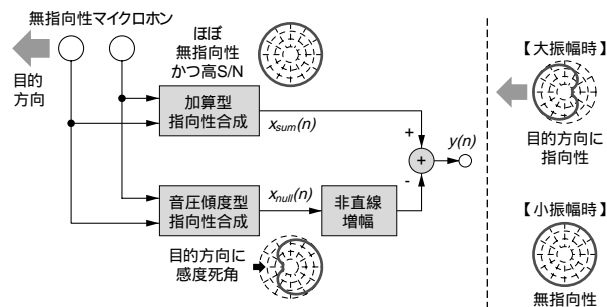 無指向性マイクロホン
目的
方向
ほぼ
無指向性
かつ高S/N
加算型
指向性合成
xsum(n)
+
y(n)
+
-
音圧傾度型
指向性合成
xnull(n)
非直線
増幅
目的方向に
感度死角
【大振幅時】
目的方向に
指向性
【小振幅時】
無指向性